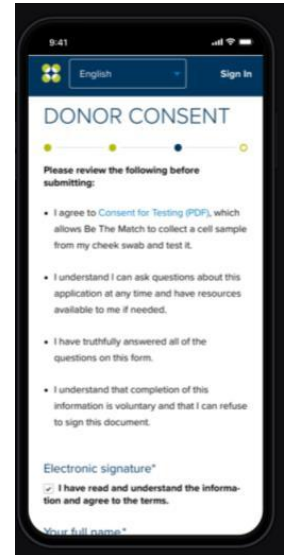 9:41
English
Sign In
DONOR CONSENT
Please review the following before
submitting:
• I agree to Consent for Testing (PDF), which
allows Be The Match to collect a cell sample
from my cheek swab and test it.
• I understand I can ask questions about this
application at any time and have resources
available to me if needed.
• I have truthfully answered all of the
questions on this form.
• I understand that completion of this
information is voluntary and that I can refuse
to sign this document.
Electronic signature*
I have read and understand the informa-
tion and agree to the terms.
Your full name*